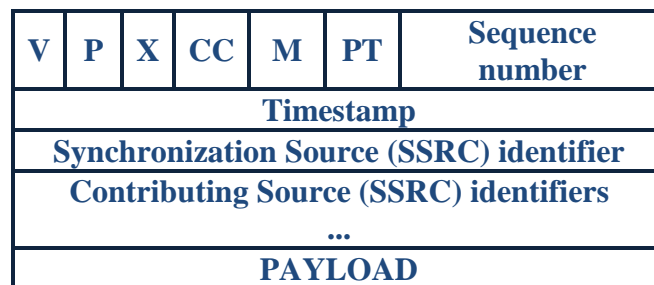 V P X CC M PT Sequence
number
Timestamp
Synchronization Source (SSRC) identifier
Contributing Source (SSRC) identifiers
...
PAYLOAD